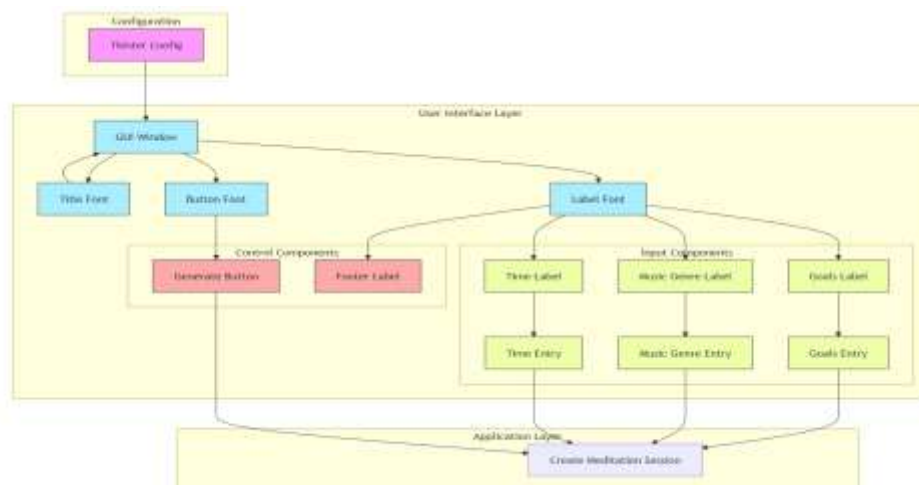 Configuration
User Interface Layer
GUI Window
Title Font
Button Font
Label Font
Control Components
Input Components
Generate Button
Footer Label
Time Label
Music Genre Label
Goals Label
Time Entry
Music Genre Entry
Goals Entry
Application Layer
Create Meditation Session